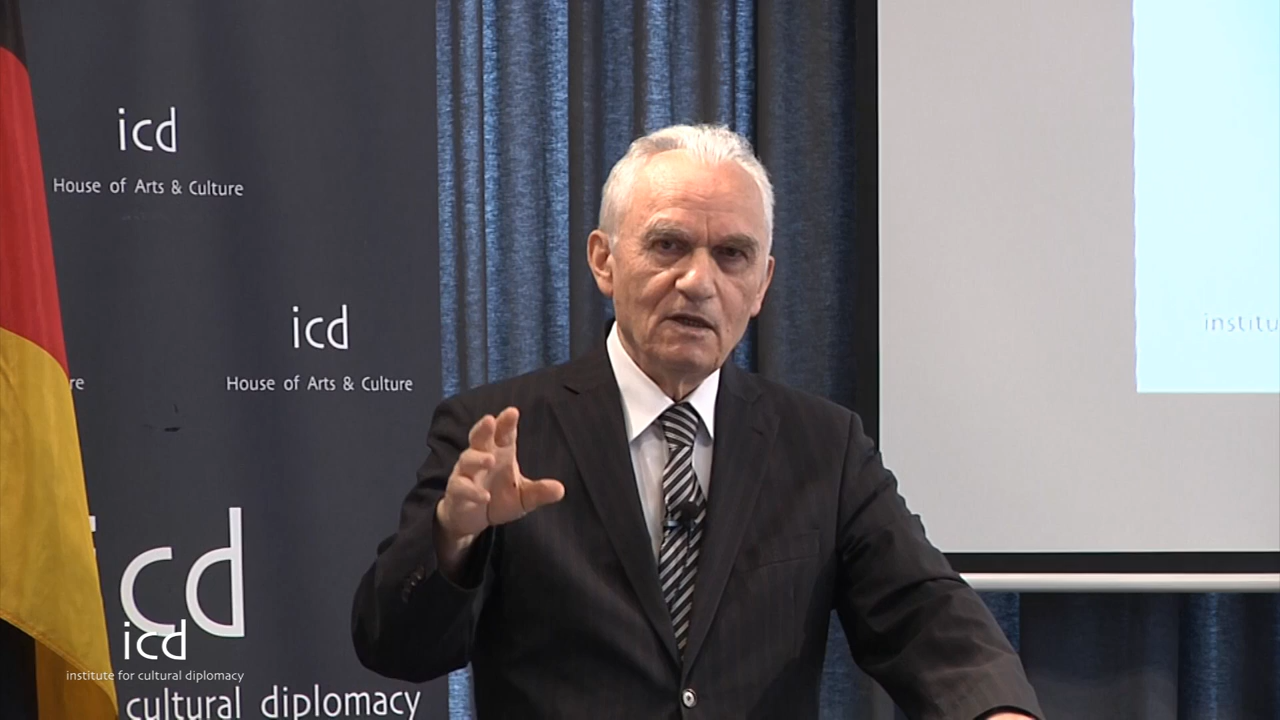 icd
House of Arts & Culture
icd
House of Arts & Culture
re
institu
icd
icd
institute for cultural diplomacy
cultural diplomacy